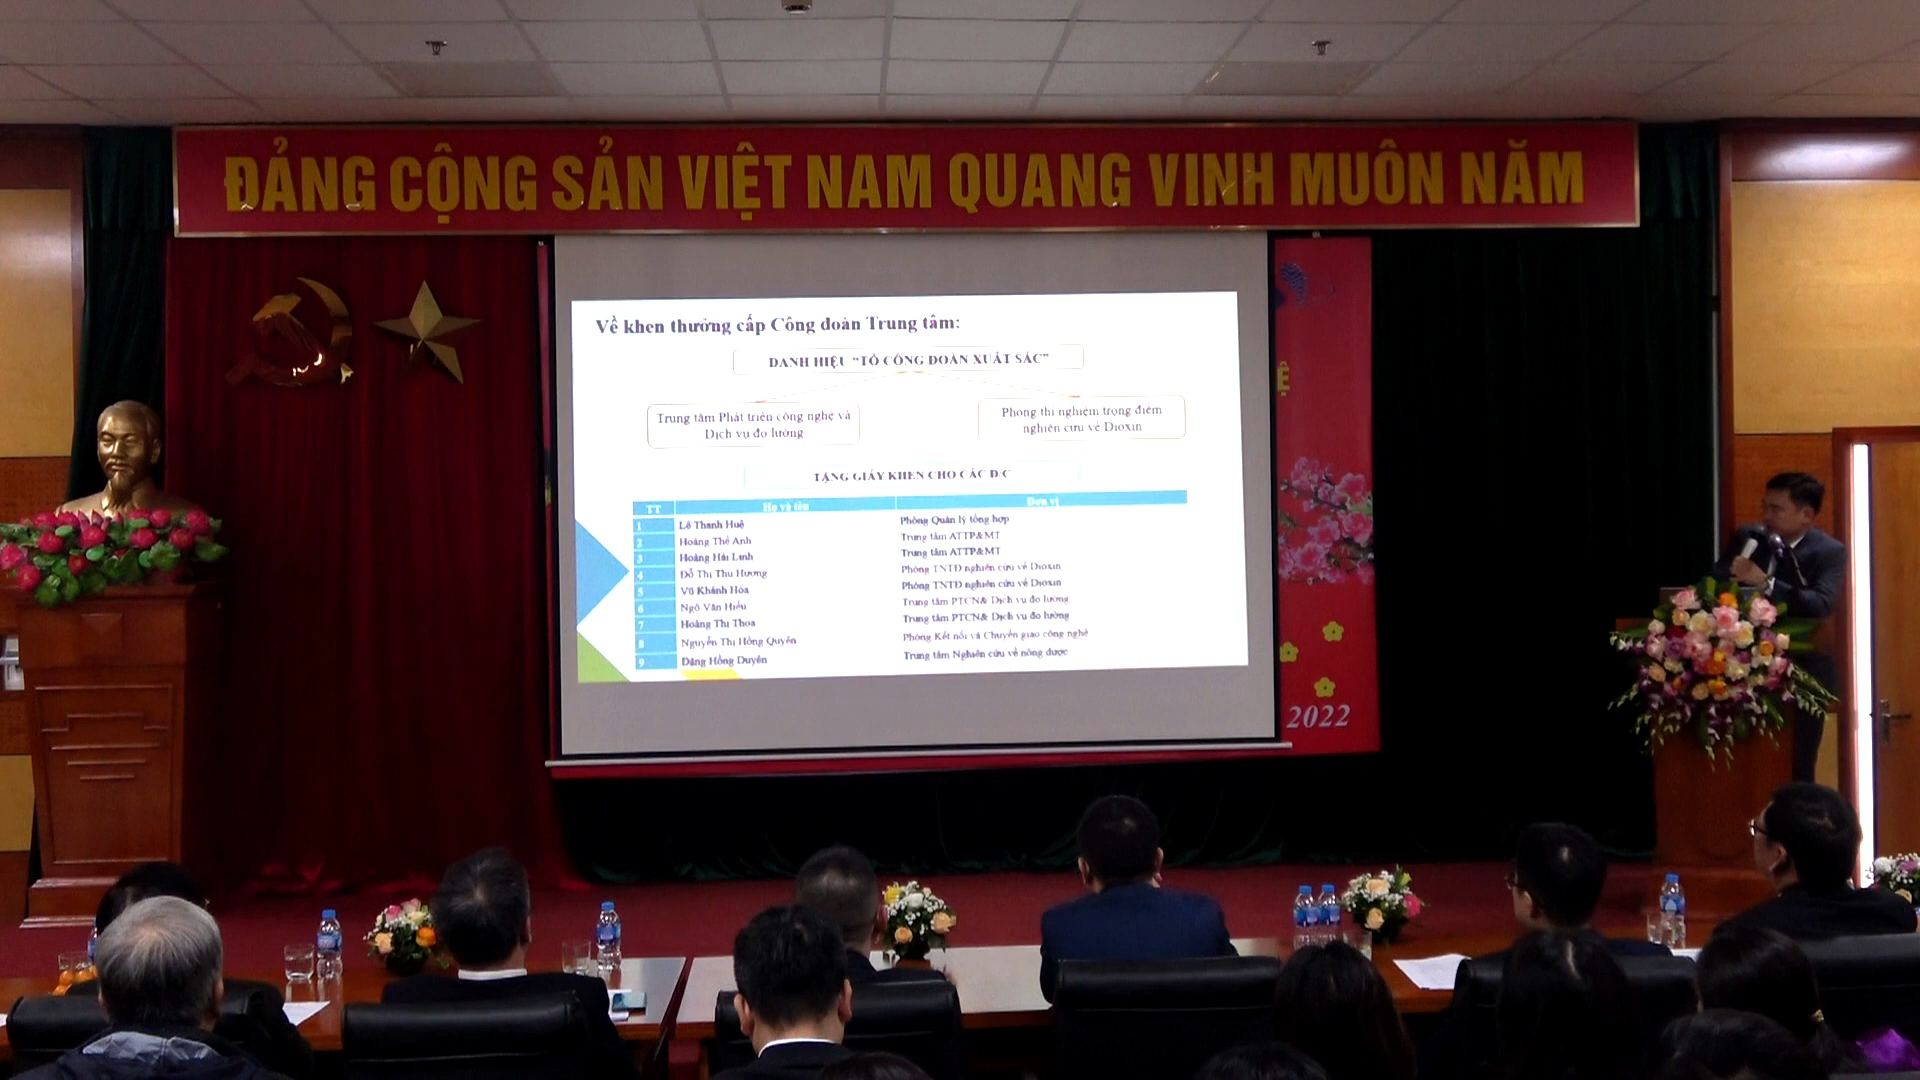 ĐẢNG CỘNG SẢN VIỆT NAM QUANG VINH MUÔN NĂM
Về khen thưởng cấp Công đoàn Trung tâm:
DANH HIỆU “TỔ CÔNG ĐOÀN XUẤT SẮC”
Trung tâm Phát triển công nghệ và
Dịch vụ đo lường
Phòng thí nghiệm trọng điểm
nghiên cứu về Dioxin
TẶNG GIẤY KHEN CHO CÁC Đ/C
TT Họ và tên Đơn vị
1 Lê Thanh Huệ Phòng Quản lý tổng hợp
2 Hoàng Thế Anh Trung tâm ATTP&MT
3 Hoàng Hải Linh Trung tâm ATTP&MT
4 Đỗ Thị Thu Hương Phòng TNTĐ nghiên cứu về Dioxin
5 Vũ Khánh Hòa Phòng TNTĐ nghiên cứu về Dioxin
6 Ngô Văn Hiếu Trung tâm PTCN& Dịch vụ đo lường
7 Hoàng Thị Thoa Trung tâm PTCN& Dịch vụ đo lường
8 Nguyễn Thị Hồng Quyên Phòng Kết nối và Chuyển giao công nghệ
9 Đặng Hồng Duyên Trung tâm Nghiên cứu về nông dược
Ệ
2022